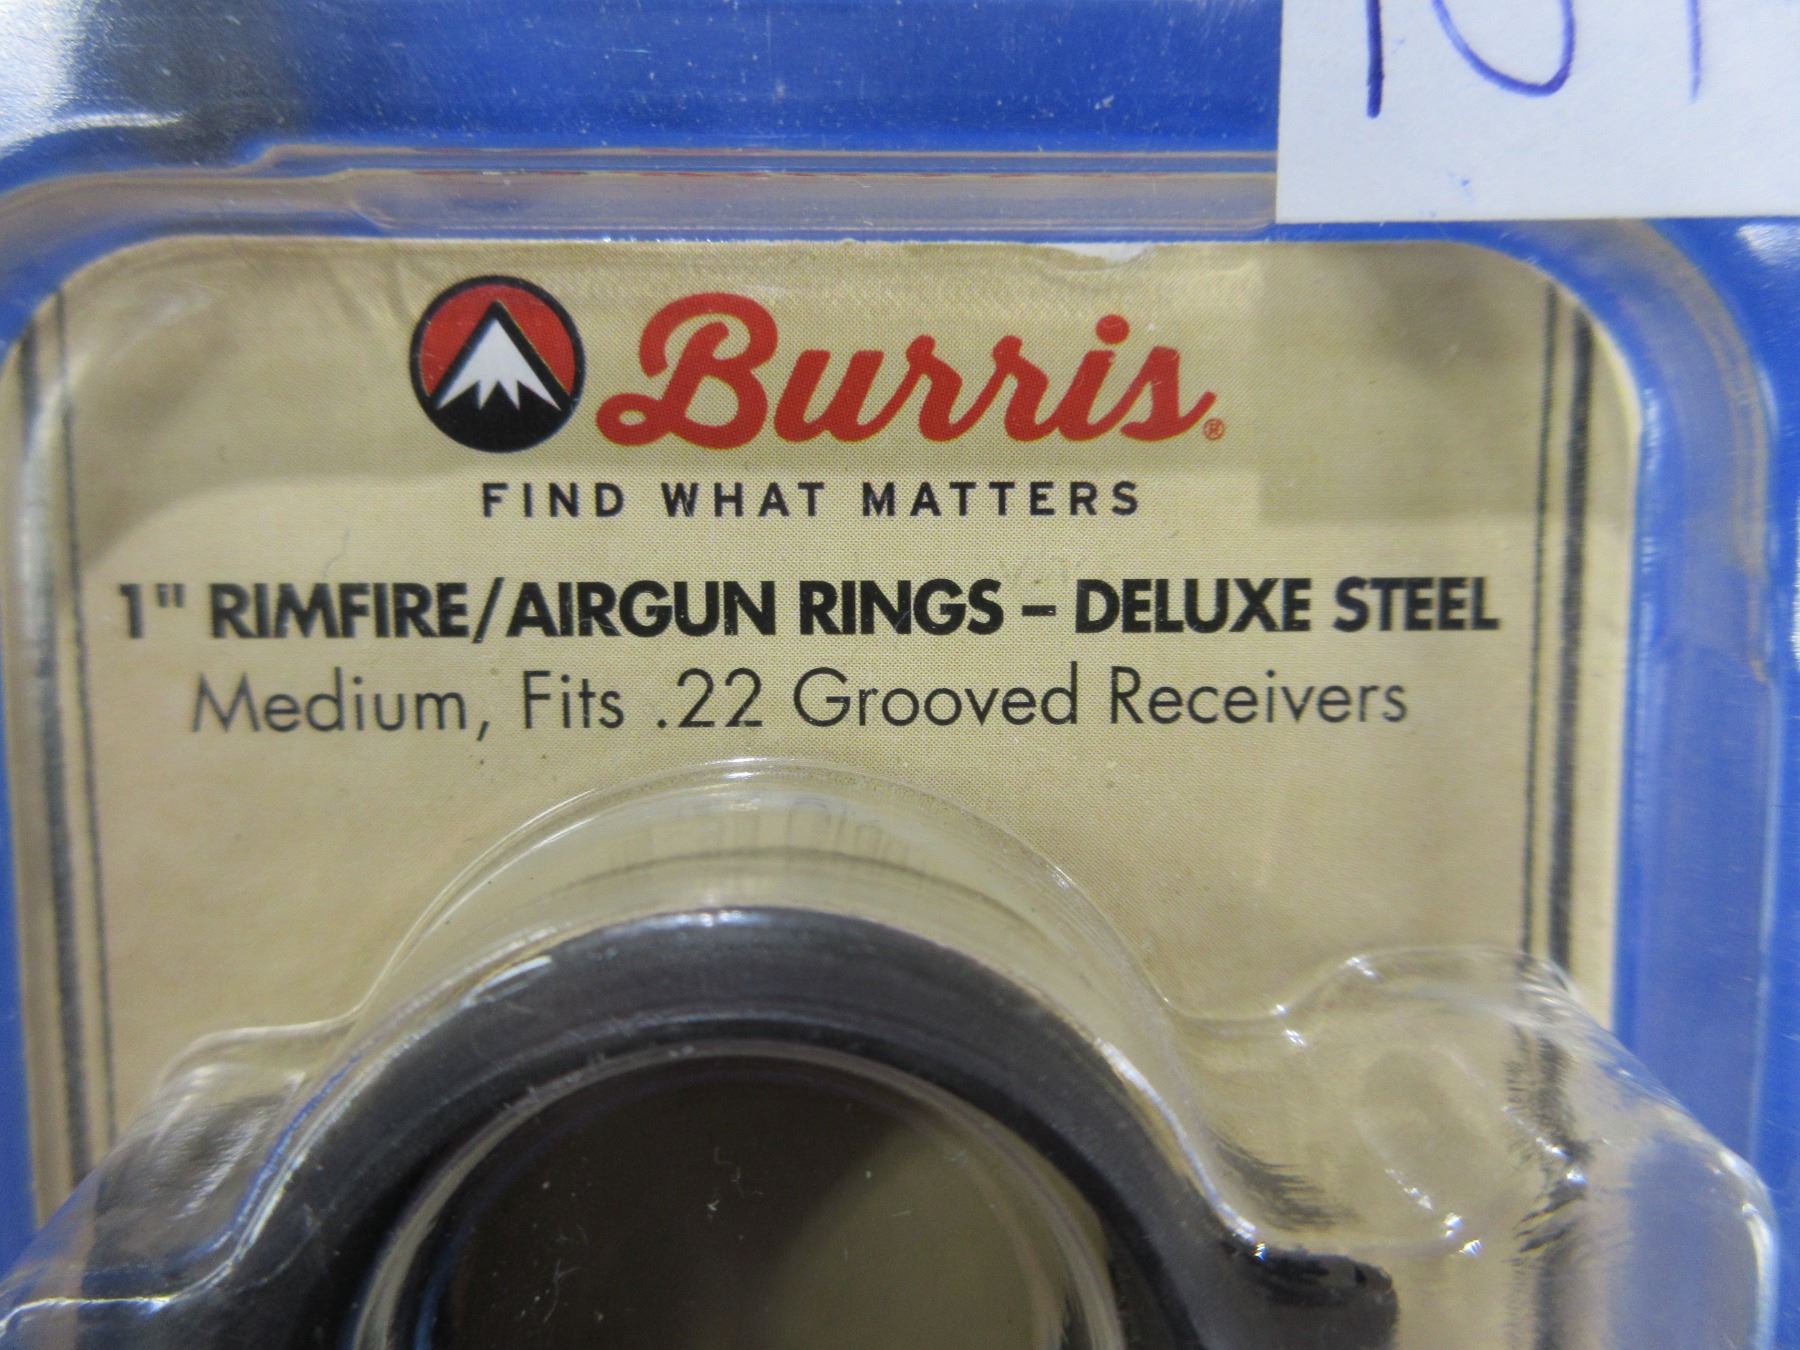 Burris®
FIND WHAT MATTERS
1" RIMFIRE/AIRGUN RINGS – DELUXE STEEL
Medium, Fits .22 Grooved Receivers